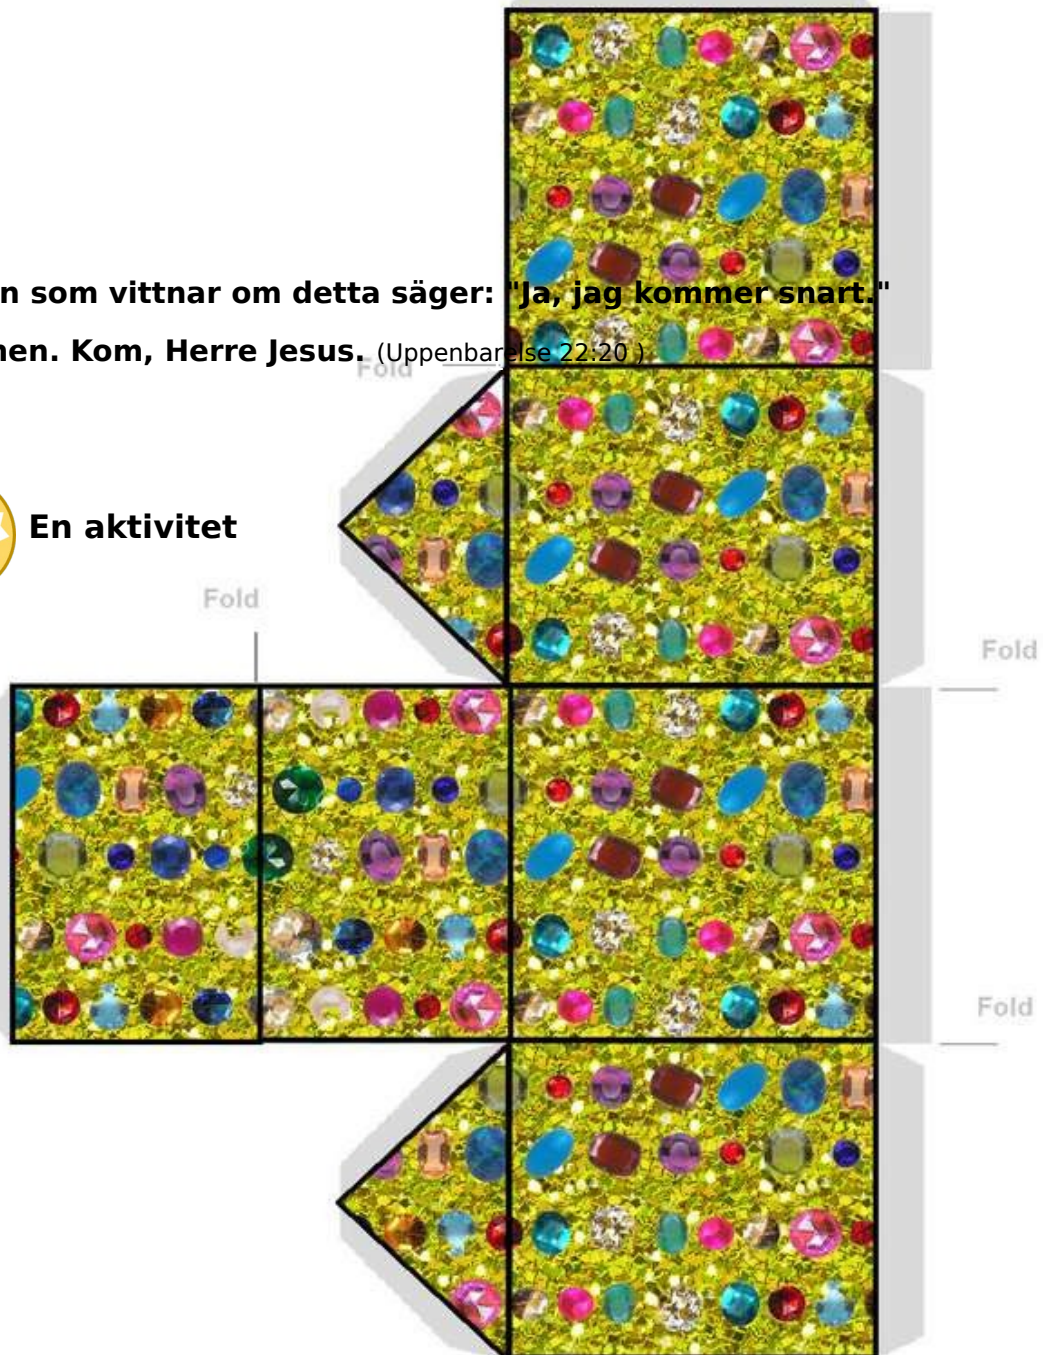 n som vittnar om detta säger: "Ja, jag kommer snart."
en. Kom, Herre Jesus. (Uppenbarelse 22:20 )
Fold
En aktivitet
Fold
Fold
Fold